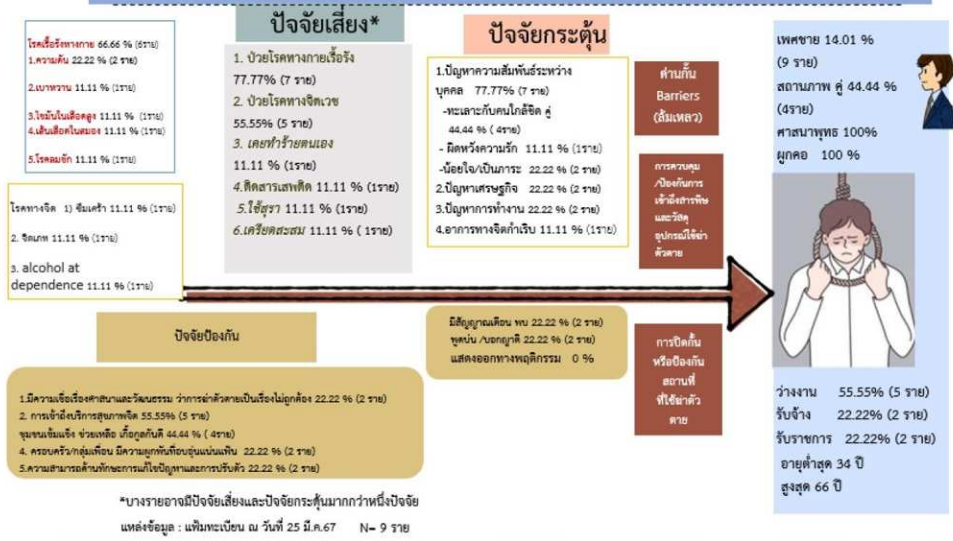 ปัจจัยเสี่ยง*
ปัจจัยกระตุ้น
โรคเรื้อรังทางกาย 66.66 % (6ราย)
1.ความดัน 22.22 % (2 ราย)
2.เบาหวาน 11.11 % (1ราย)
3.ไขมันในเลือดสูง 11.11 % (1ราย)
4.เส้นเลือดในสมอง 11.11 % (1ราย)
5.โรคลมชัก 11.11 % (1ราย)
โรคทางจิต 1) ซึมเศร้า 11.11 % (1ราย)
2. จิตเภท 11.11 % (1ราย)
3. alcohol at
dependence 11.11 % (1ราย)
1. ป่วยโรคทางกายเรื้อรัง
77.77% (7 ราย)
2. ป่วยโรคทางจิตเวช
55.55% (5 ราย)
3. เคยทำร้ายตนเอง
11.11 % (1ราย)
4.ติดสารเสพติด 11.11 % (1ราย)
5.ใช้สุรา 11.11 % (1ราย)
6.เครียดสะสม 11.11 % ( 1ราย)
1.ปัญหาความสัมพันธ์ระหว่าง
บุคคล 77.77% (7 ราย)
-ทะเลาะกับคนใกล้ชิด คู่
44.44 % ( 4ราย)
- ผิดหวังความรัก 11.11 % (1ราย)
-น้อยใจ/เป็นภาระ 22.22 % (2 ราย)
2.ปัญหาเศรษฐกิจ 22.22 % (2 ราย)
3.ปัญหาการทำงาน 22.22 % (2 ราย)
4.อาการทางจิตกำเริบ 11.11 % (1ราย)
ด่านกั้น
Barriers
(ล้มเหลว)
การควบคุม
/ป้องกันการ
เข้าถึงสารพิษ
และวัสดุ
อุปกรณ์ใช้ฆ่า
ตัวตาย
เพศชาย 14.01 %
(9 ราย)
สถานภาพ คู่ 44.44 %
(4ราย)
ศาสนาพุทธ 100%
ผูกคอ 100 %
ปัจจัยป้องกัน
1.มีความเชื่อเรื่องศาสนาและวัฒนธรรม ว่าการฆ่าตัวตายเป็นเรื่องไม่ถูกต้อง 22.22 % (2 ราย)
2. การเข้าถึงบริการสุขภาพจิต 55.55% (5 ราย)
ชุมชนเข้มแข็ง ช่วยเหลือ เกื้อกูลกันดี 44.44 % ( 4ราย)
4. ครอบครัว/กลุ่มเพื่อน มีความผูกพันที่อบอุ่นแน่นแฟ้น 22.22 % (2 ราย)
5.ความสามารถด้านทักษะการแก้ไขปัญหาและการปรับตัว 22.22 % (2 ราย)
มีสัญญาณเตือน พบ 22.22 % (2 ราย)
พูดบ่น /บอกญาติ 22.22 % (2 ราย)
แสดงออกทางพฤติกรรม 0 %
การปิดกั้น
หรือป้องกัน
สถานที่
ที่ใช้ฆ่าตัว
ตาย
ว่างงาน 55.55% (5 ราย)
รับจ้าง 22.22% (2 ราย)
รับราชการ 22.22% (2 ราย)
อายุต่ำสุด 34 ปี
สูงสุด 66 ปี
*บางรายอาจมีปัจจัยเสี่ยงและปัจจัยกระตุ้นมากกว่าหนึ่งปัจจัย
แหล่งข้อมูล : แฟ้มทะเบียน ณ วันที่ 25 มี.ค.67 N= 9 ราย